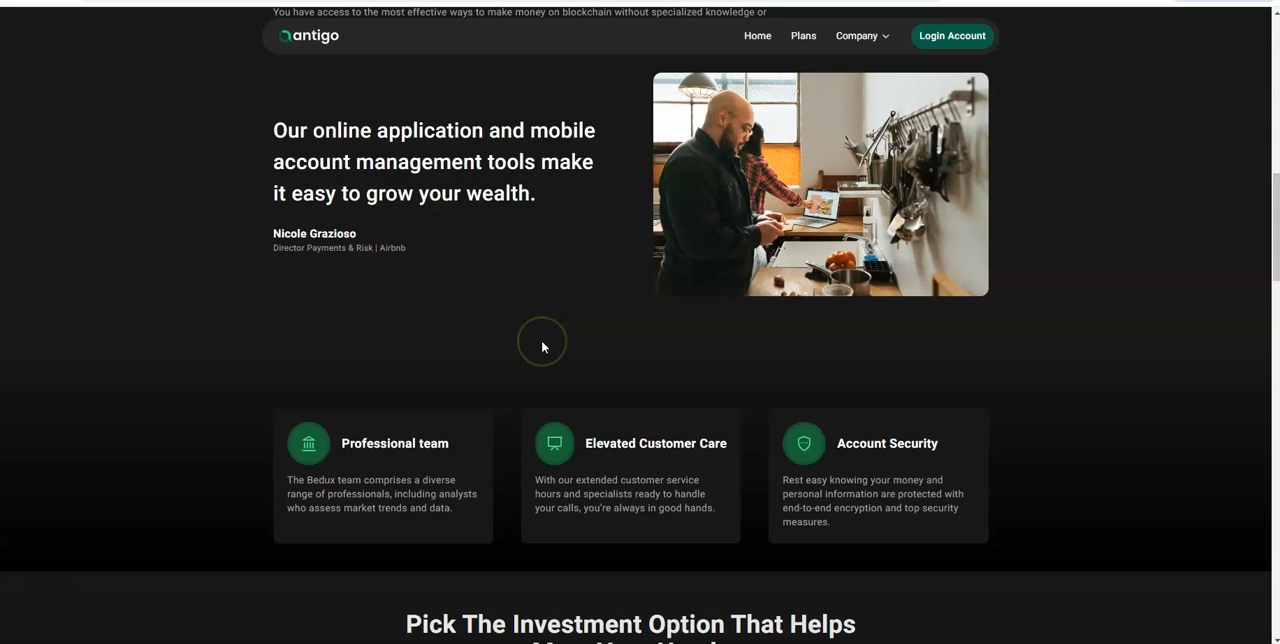 You have access to the most effective ways to make money on blockchain without specialized knowledge or
antigo
Home
Plans
Company
Login Account
Our online application and mobile
account management tools make
it easy to grow your wealth.
Nicole Grazioso
Director Payments & Risk | Airbnb
Professional team
The Bedux team comprises a diverse
range of professionals, including analysts
who assess market trends and data.
Elevated Customer Care
With our extended customer service
hours and specialists ready to handle
your calls, you're always in good hands.
Account Security
Rest easy knowing your money and
personal information are protected with
end-to-end encryption and top security
measures.
Pick The Investment Option That Helps